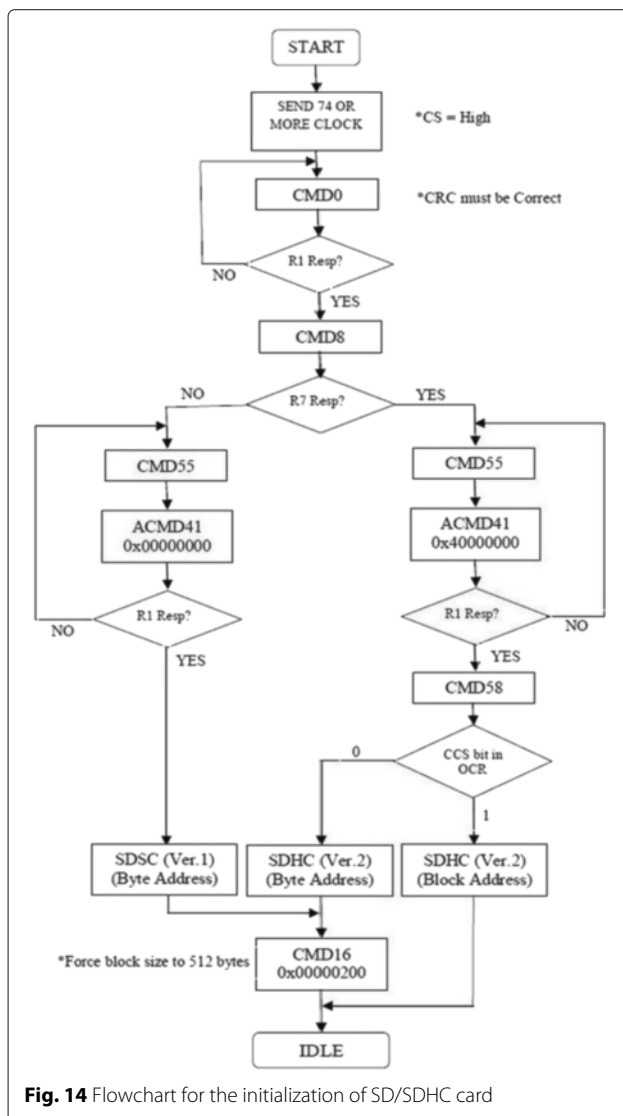 START
SEND 74 OR
MORE CLOCK
*CS = High
CMD0
*CRC must be Correct
R1 Resp?
NO
YES
CMD8
NO
R7 Resp?
YES
CMD55
CMD55
ACMD41
0x00000000
ACMD41
0x40000000
R1 Resp?
NO
R1 Resp?
NO
YES
YES
CMD58
0
CCS bit in
OCR
1
SDSC (Ver.1)
(Byte Address)
SDHC (Ver.2)
(Byte Address)
SDHC (Ver.2)
(Block Address)
*Force block size to 512 bytes
CMD16
0x00000200
IDLE
Fig. 14 Flowchart for the initialization of SD/SDHC card